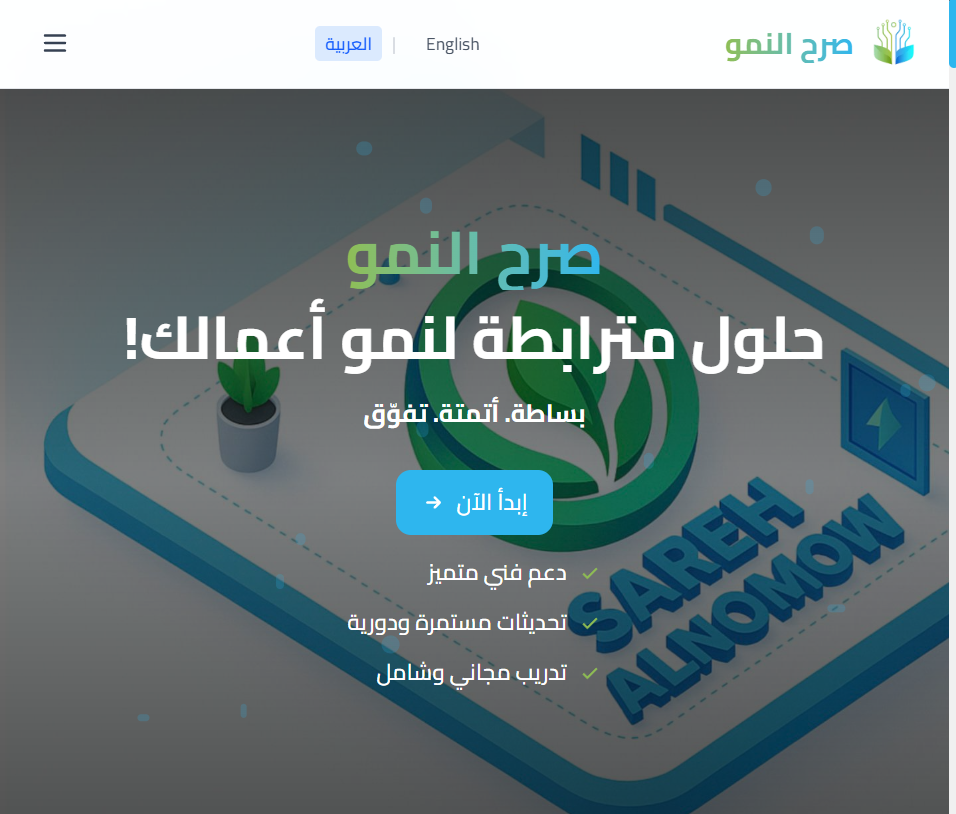 صرح النمو
English | العربية
صرح النمو
حلول مترابطة لنمو أعمالك!
بساطة. أتمتة. تفوّق
إبدأ الآن
دعم فني متميز
تحديثات مستمرة ودورية
تدريب مجاني وشامل
SAREH
ALNOMOW